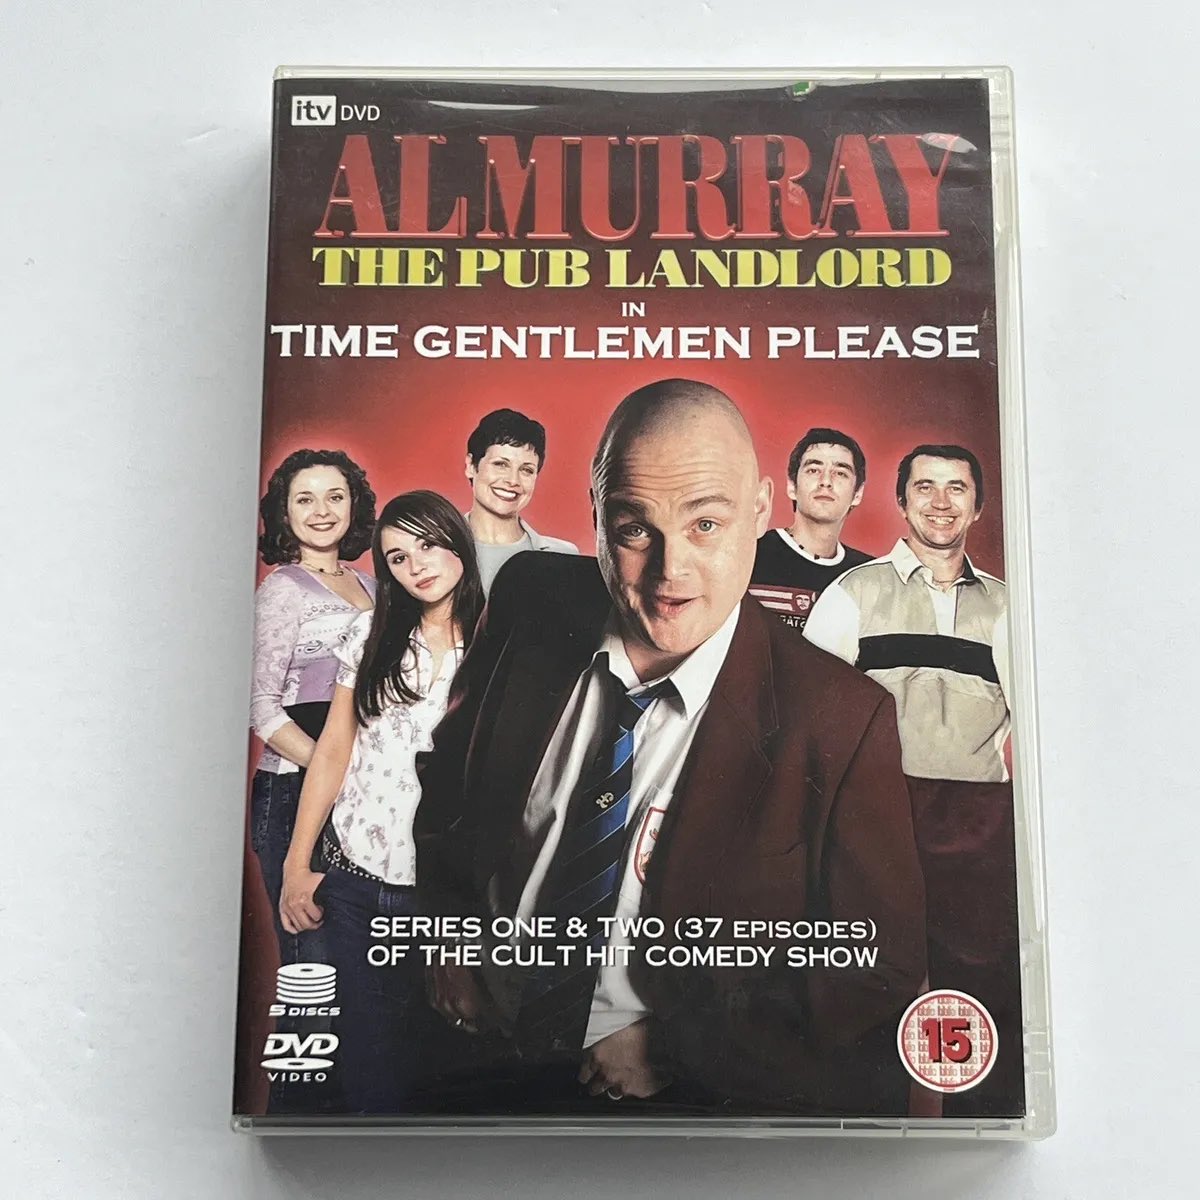 itv DVD
AL MURRAY
THE PUB LANDLORD
IN
TIME GENTLEMEN PLEASE
SERIES ONE & TWO (37 EPISODES)
OF THE CULT HIT COMEDY SHOW
5 DISCS
DVD
VIDEO
15